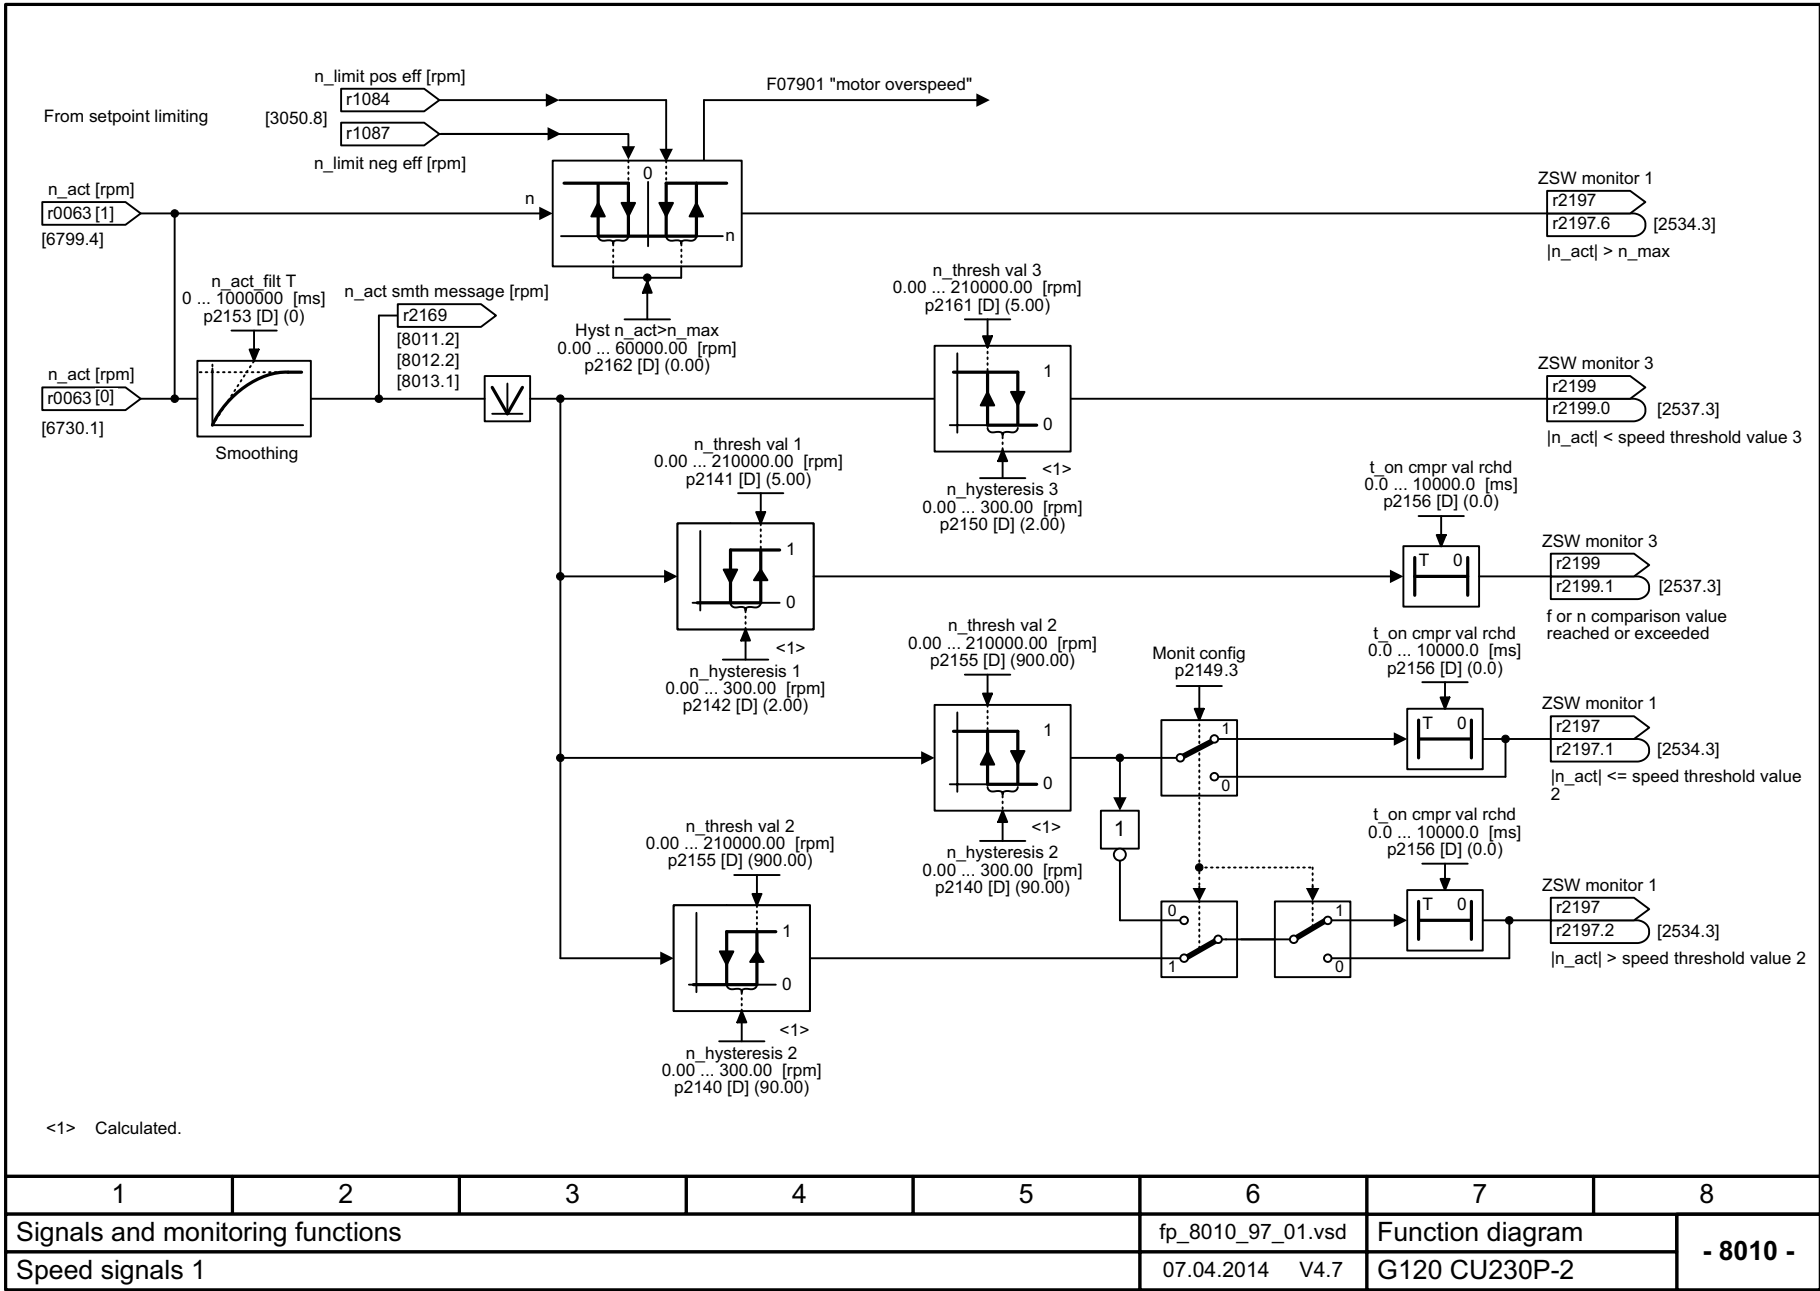 n_limit pos eff [rpm]
r1084
From setpoint limiting
[3050.8]
r1087
n_limit neg eff [rpm]
F07901 "motor overspeed"
0
n
n
n_act [rpm]
r0063 [1]
[6799.4]
ZSW monitor 1
r2197
r2197.6
[2534.3]
|n_act| > n_max
n_act_filt T
0 ... 1000000 [ms]
p2153 [D] (0)
n_act smth message [rpm]
r2169
[8011.2]
[8012.2]
[8013.1]
Hyst n_act>n_max
0.00 ... 60000.00 [rpm]
p2162 [D] (0.00)
n_thresh val 3
0.00 ... 210000.00 [rpm]
p2161 [D] (5.00)
1
0
n_act [rpm]
r0063 [0]
[6730.1]
Smoothing
ZSW monitor 3
r2199
r2199.0
[2537.3]
|n_act| < speed threshold value 3
<1>
n_hysteresis 3
0.00 ... 300.00 [rpm]
p2150 [D] (2.00)
n_thresh val 1
0.00 ... 210000.00 [rpm]
p2141 [D] (5.00)
1
0
<1>
n_hysteresis 1
0.00 ... 300.00 [rpm]
p2142 [D] (2.00)
t_on cmpr val rchd
0.0 ... 10000.0 [ms]
p2156 [D] (0.0)
T 0
ZSW monitor 3
r2199
r2199.1
[2537.3]
f or n comparison value
reached or exceeded
n_thresh val 2
0.00 ... 210000.00 [rpm]
p2155 [D] (900.00)
1
0
<1>
n_hysteresis 2
0.00 ... 300.00 [rpm]
p2140 [D] (90.00)
Monit config
p2149.3
1
0
1
t_on cmpr val rchd
0.0 ... 10000.0 [ms]
p2156 [D] (0.0)
T 0
ZSW monitor 1
r2197
r2197.1
[2534.3]
|n_act| <= speed threshold value
2
n_thresh val 2
0.00 ... 210000.00 [rpm]
p2155 [D] (900.00)
1
0
<1>
n_hysteresis 2
0.00 ... 300.00 [rpm]
p2140 [D] (90.00)
0
1
1
0
t_on cmpr val rchd
0.0 ... 10000.0 [ms]
p2156 [D] (0.0)
T 0
ZSW monitor 1
r2197
r2197.2
[2534.3]
|n_act| > speed threshold value 2
<1> Calculated.
1 2 3 4 5 6 7 8
Signals and monitoring functions
fp_8010_97_01.vsd
Function diagram
- 8010 -
Speed signals 1
07.04.2014 V4.7
G120 CU230P-2